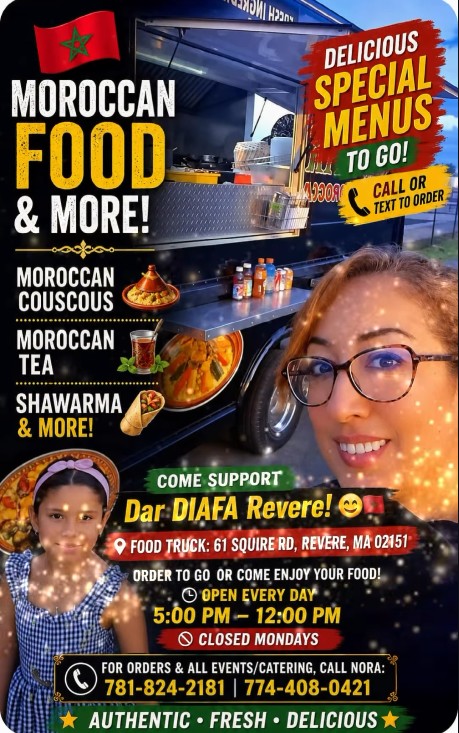 FRESH INGREDI
MOROCCAN
FOOD
& MORE!
DELICIOUS
SPECIAL
MENUS
TO GO!
CALL OR
TEXT TO ORDER
MOROCCAN
COUSCOUS
MOROCCAN
TEA
SHAWARMA
& MORE!
COME SUPPORT
Dar DIAFA Revere!
FOOD TRUCK: 61 SQUIRE RD, REVERE, MA 02151
ORDER TO GO OR COME ENJOY YOUR FOOD!
OPEN EVERY DAY
5:00 PM – 12:00 PM
CLOSED MONDAYS
FOR ORDERS & ALL EVENTS/CATERING, CALL NORA:
781-824-2181 | 774-408-0421
AUTHENTIC • FRESH • DELICIOUS